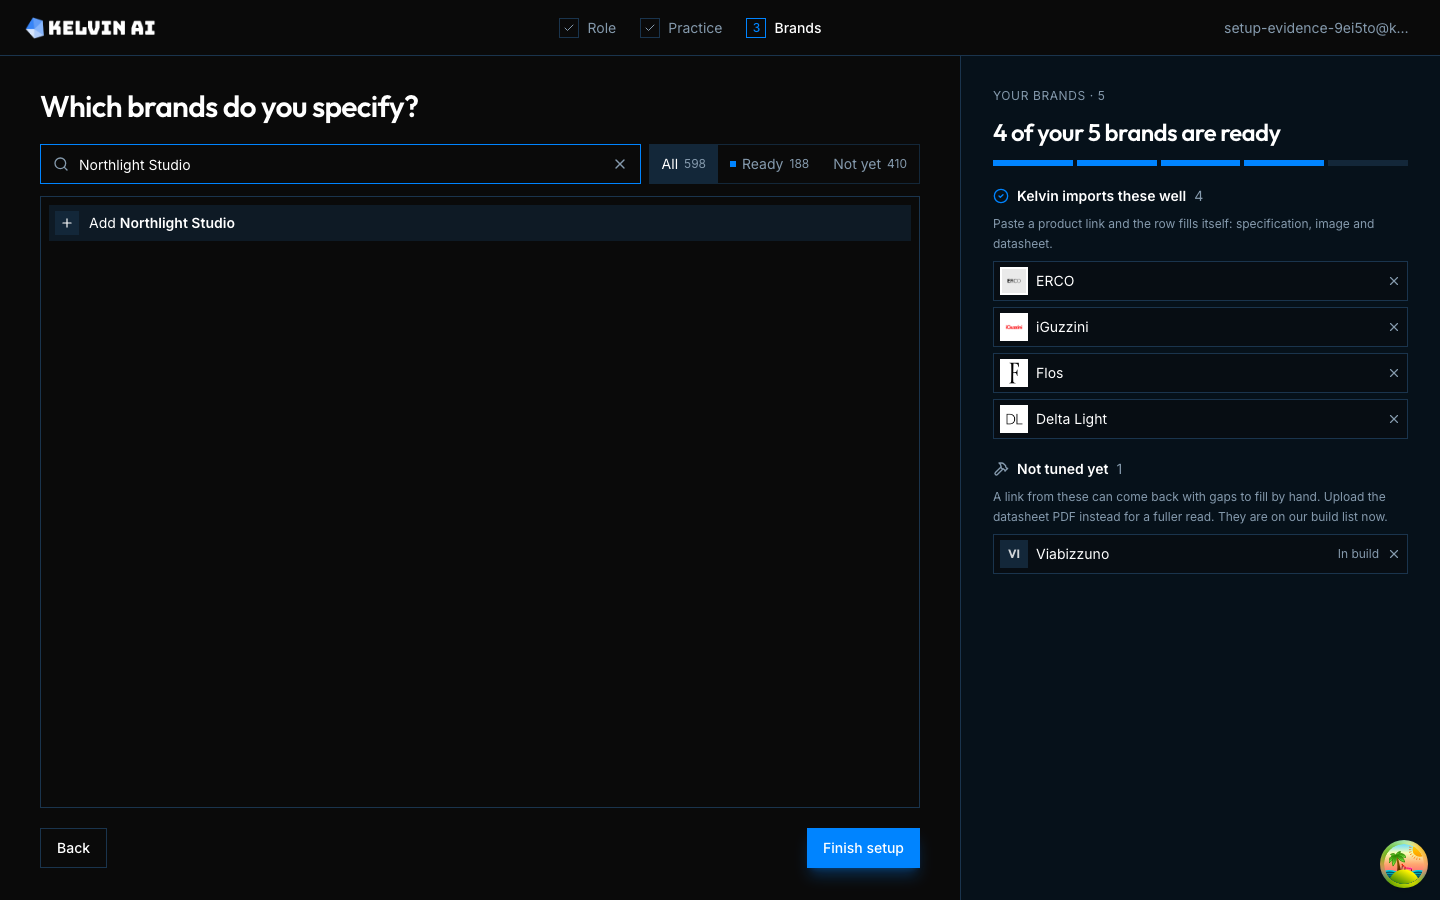 KELVIN AI
Role
Practice
3 Brands
setup-evidence-9ei5to@k...
Which brands do you specify?
Northlight Studio
All 598
Ready 188
Not yet 410
Add Northlight Studio
Back
Finish setup
YOUR BRANDS · 5
4 of your 5 brands are ready
Kelvin imports these well 4
Paste a product link and the row fills itself: specification, image and
datasheet.
ERCO ERCO
iGuzzini iGuzzini
F Flos
DL Delta Light
Not tuned yet 1
A link from these can come back with gaps to fill by hand. Upload the
datasheet PDF instead for a fuller read. They are on our build list now.
VI Viabizzuno In build